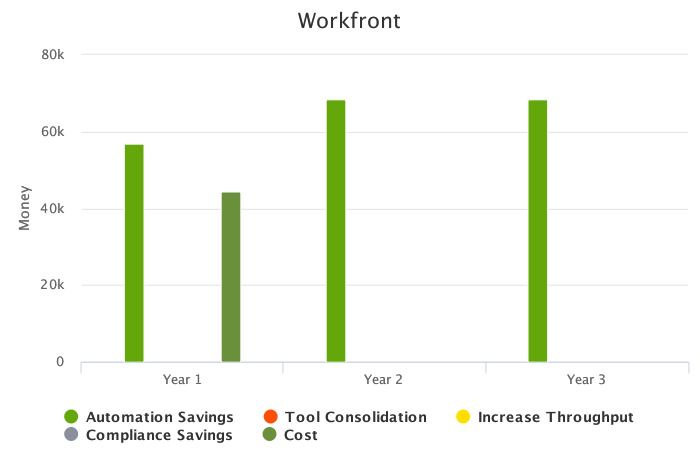 Workfront
80k
60k
40k
20k
0
Money
Year 1
Year 2
Year 3
Automation Savings
Tool Consolidation
Increase Throughput
Compliance Savings
Cost